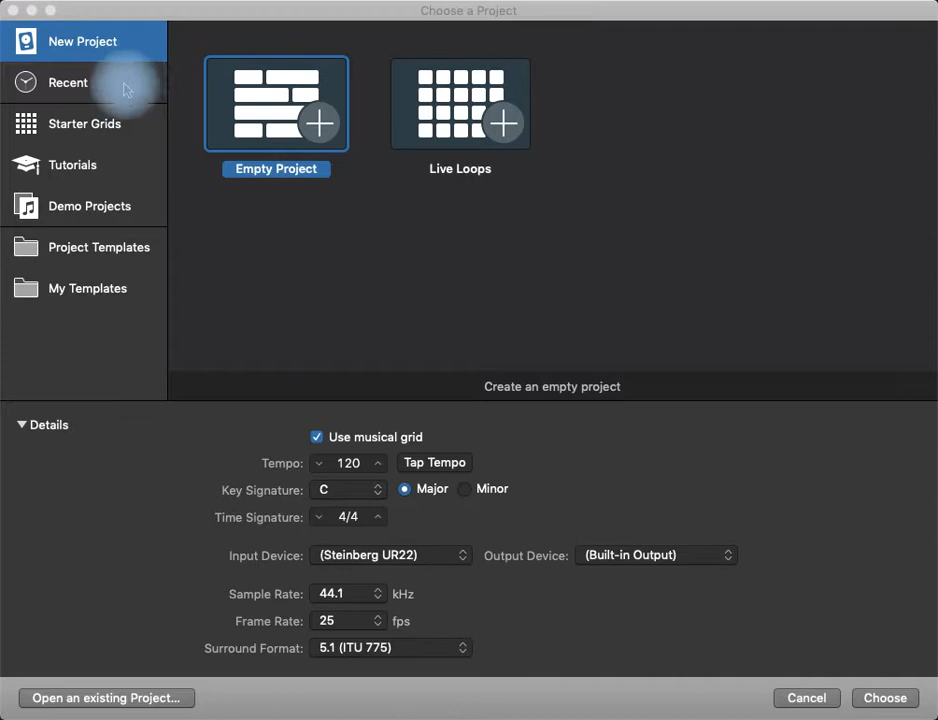 Choose a Project
New Project
Recent
Starter Grids
Tutorials
Demo Projects
Project Templates
My Templates
Empty Project
Live Loops
Create an empty project
Details
Use musical grid
Tempo: 120 Tap Tempo
Key Signature: C Major Minor
Time Signature: 4/4
Input Device: (Steinberg UR22) Output Device: (Built-in Output)
Sample Rate: 44.1 kHz
Frame Rate: 25 fps
Surround Format: 5.1 (ITU 775)
Open an existing Project... Cancel Choose